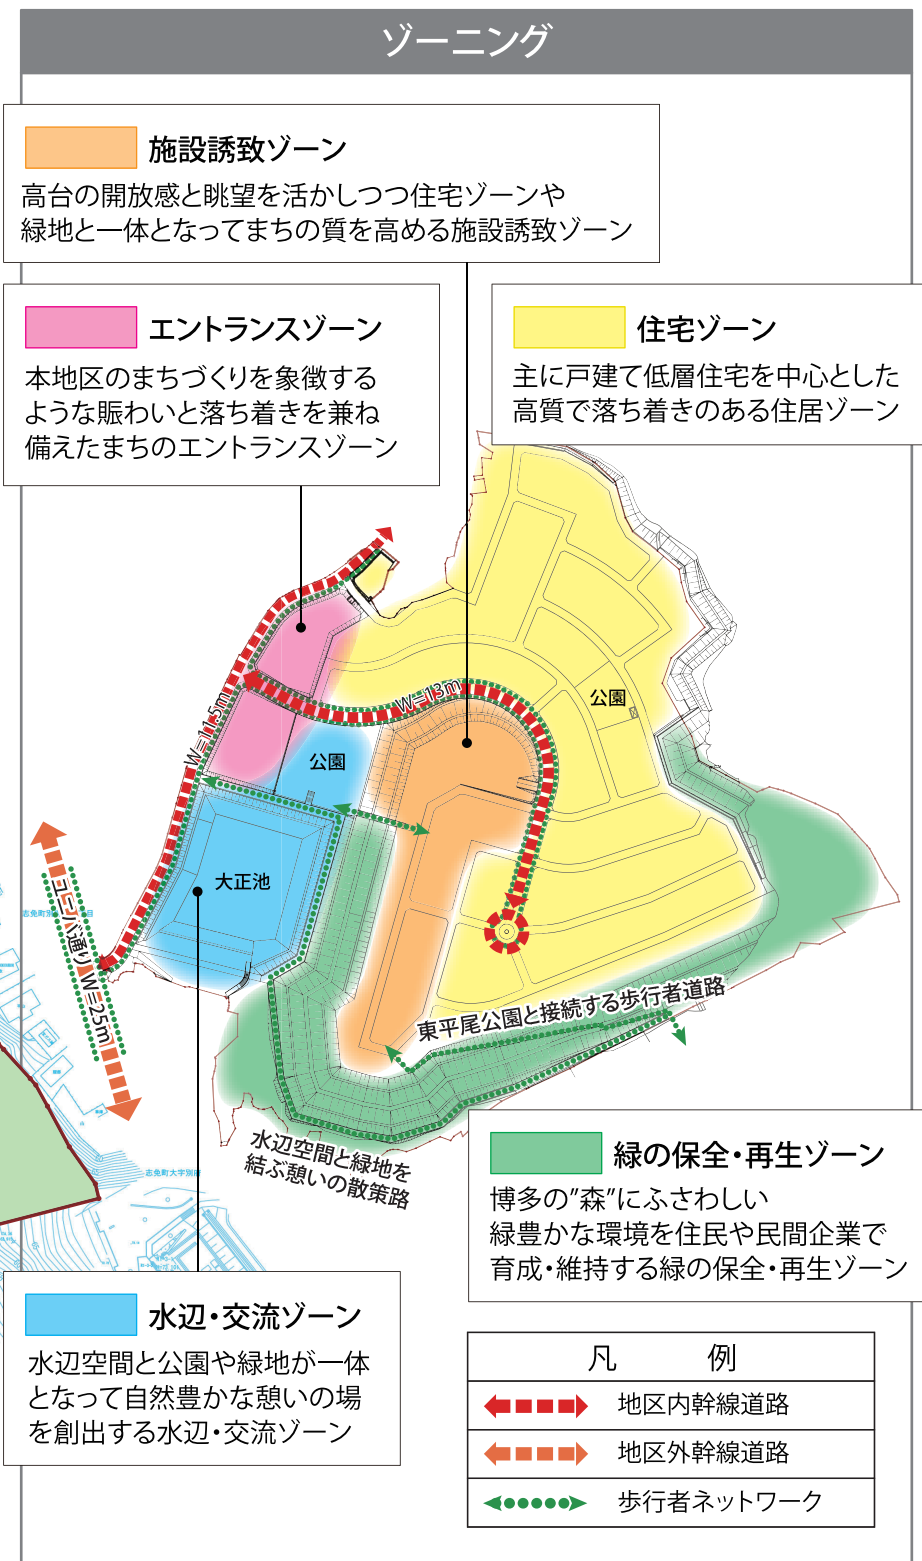 ゾーニング
施設誘致ゾーン
高台の開放感と眺望を活かしつつ住宅ゾーンや
緑地と一体となってまちの質を高める施設誘致ゾーン
エントランスゾーン
本地区のまちづくりを象徴する
ような賑わいと落ち着きを兼ね
備えたまちのエントランスゾーン
住宅ゾーン
主に戸建て低層住宅を中心とした
高質で落ち着きのある住居ゾーン
W=11.5m
W=13m
公園
公園
大正池
ユニバ通り W=25m
東平尾公園と接続する歩行者道路
水辺空間と緑地を
結ぶ憩いの散策路
志免町大字別府
緑の保全・再生ゾーン
博多の"森"にふさわしい
緑豊かな環境を住民や民間企業で
育成・維持する緑の保全・再生ゾーン
水辺・交流ゾーン
水辺空間と公園や緑地が一体
となって自然豊かな憩いの場
を創出する水辺・交流ゾーン
凡 例
地区内幹線道路
地区外幹線道路
歩行者ネットワーク